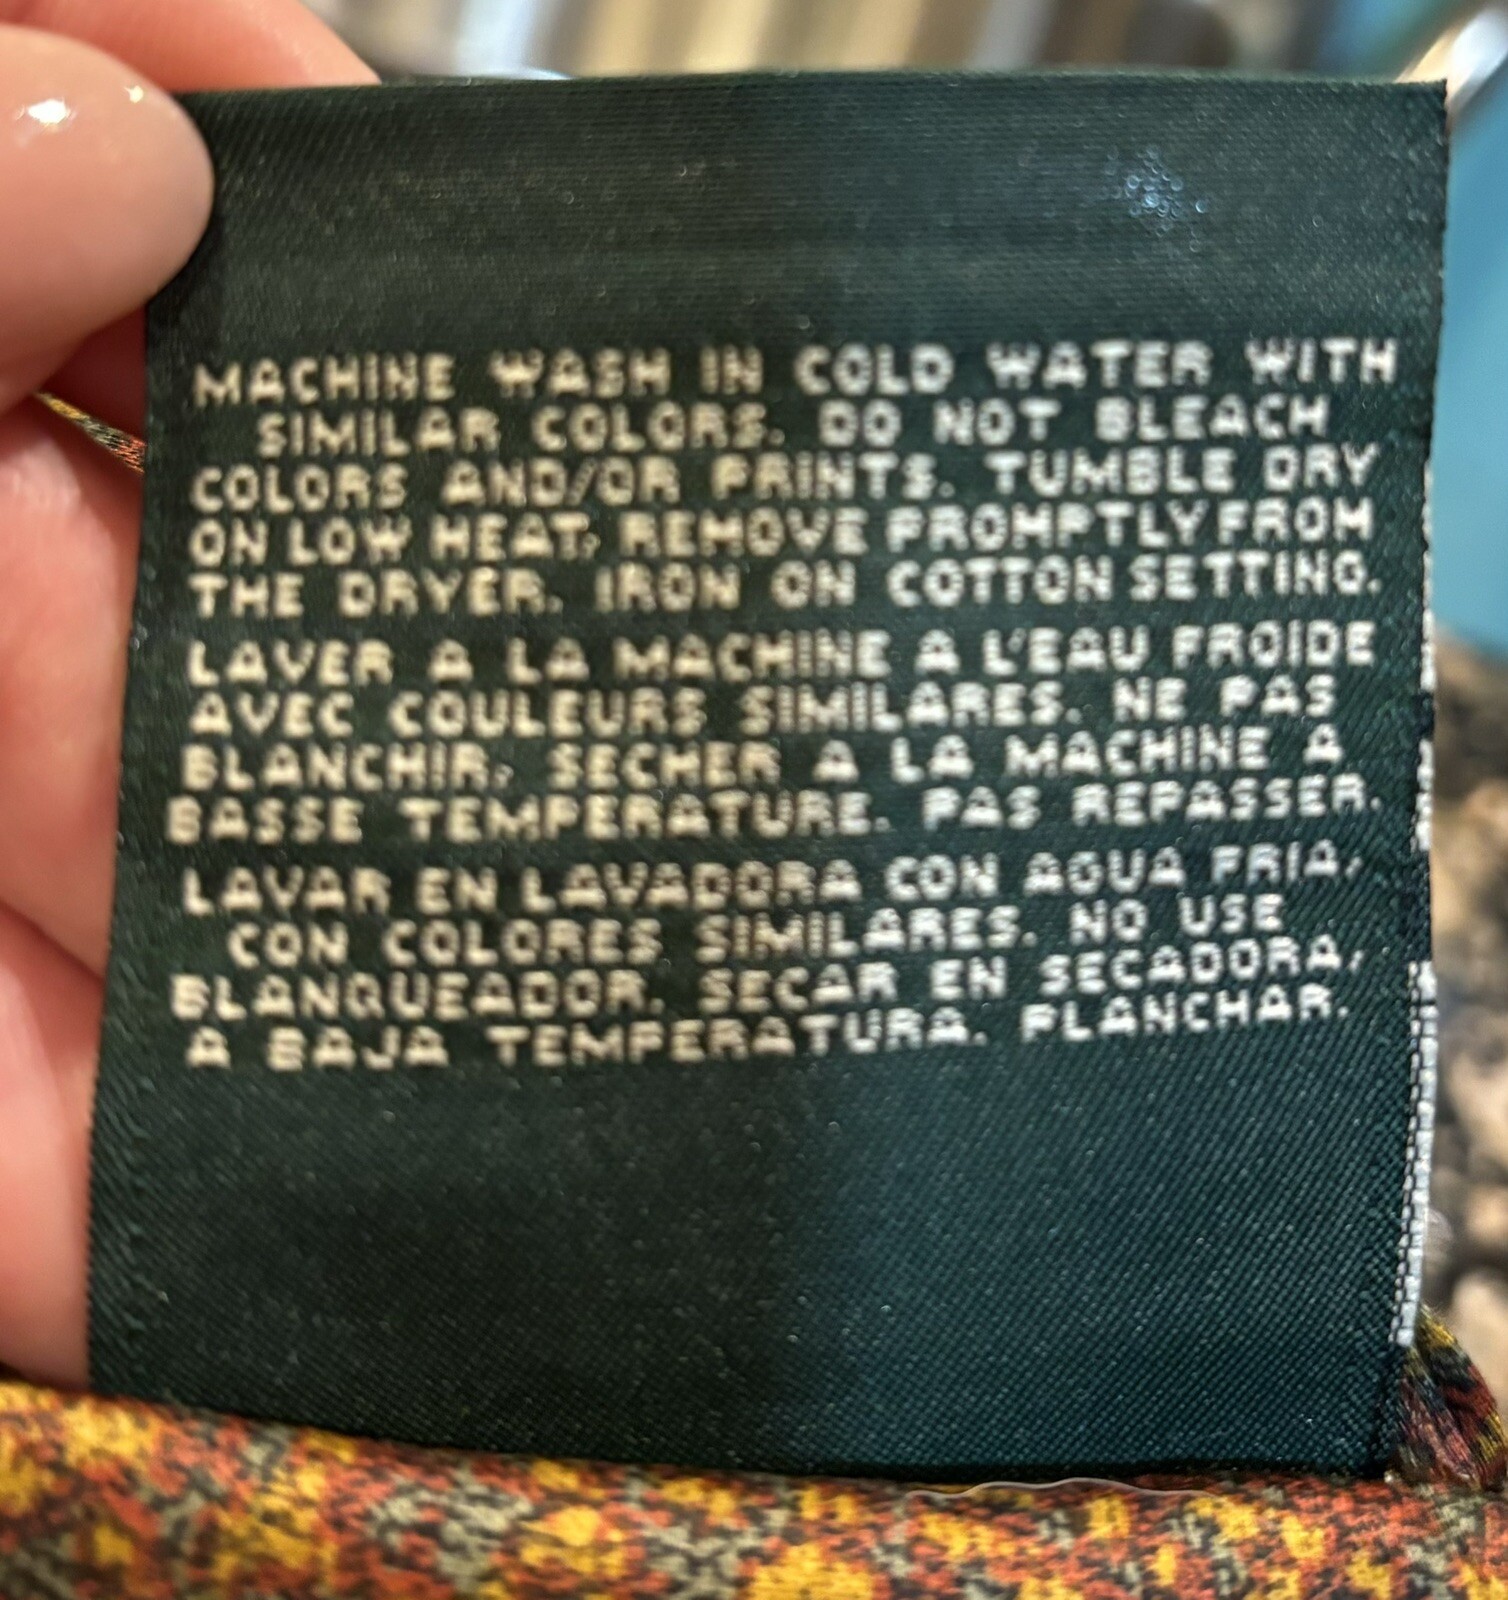 MACHINE WASH IN COLD WATER WITH
SIMILAR COLORS. DO NOT BLEACH
COLORS AND/OR PRINTS. TUMBLE DRY
ON LOW HEAT, REMOVE PROMPTLY FROM
THE DRYER. IRON ON COTTON SETTING.
LAVER A LA MACHINE A L'EAU FROIDE
AVEC COULEURS SIMILARES. NE PAS
BLANCHIR, SECHER A LA MACHINE A
BASSE TEMPERATURE. PAS REPASSER.
LAVAR EN LAVADORA CON AGUA FRIA,
CON COLORES SIMILARES. NO USE
BLANQUEADOR. SECAR EN SECADORA,
A BAJA TEMPERATURA. PLANCHAR.